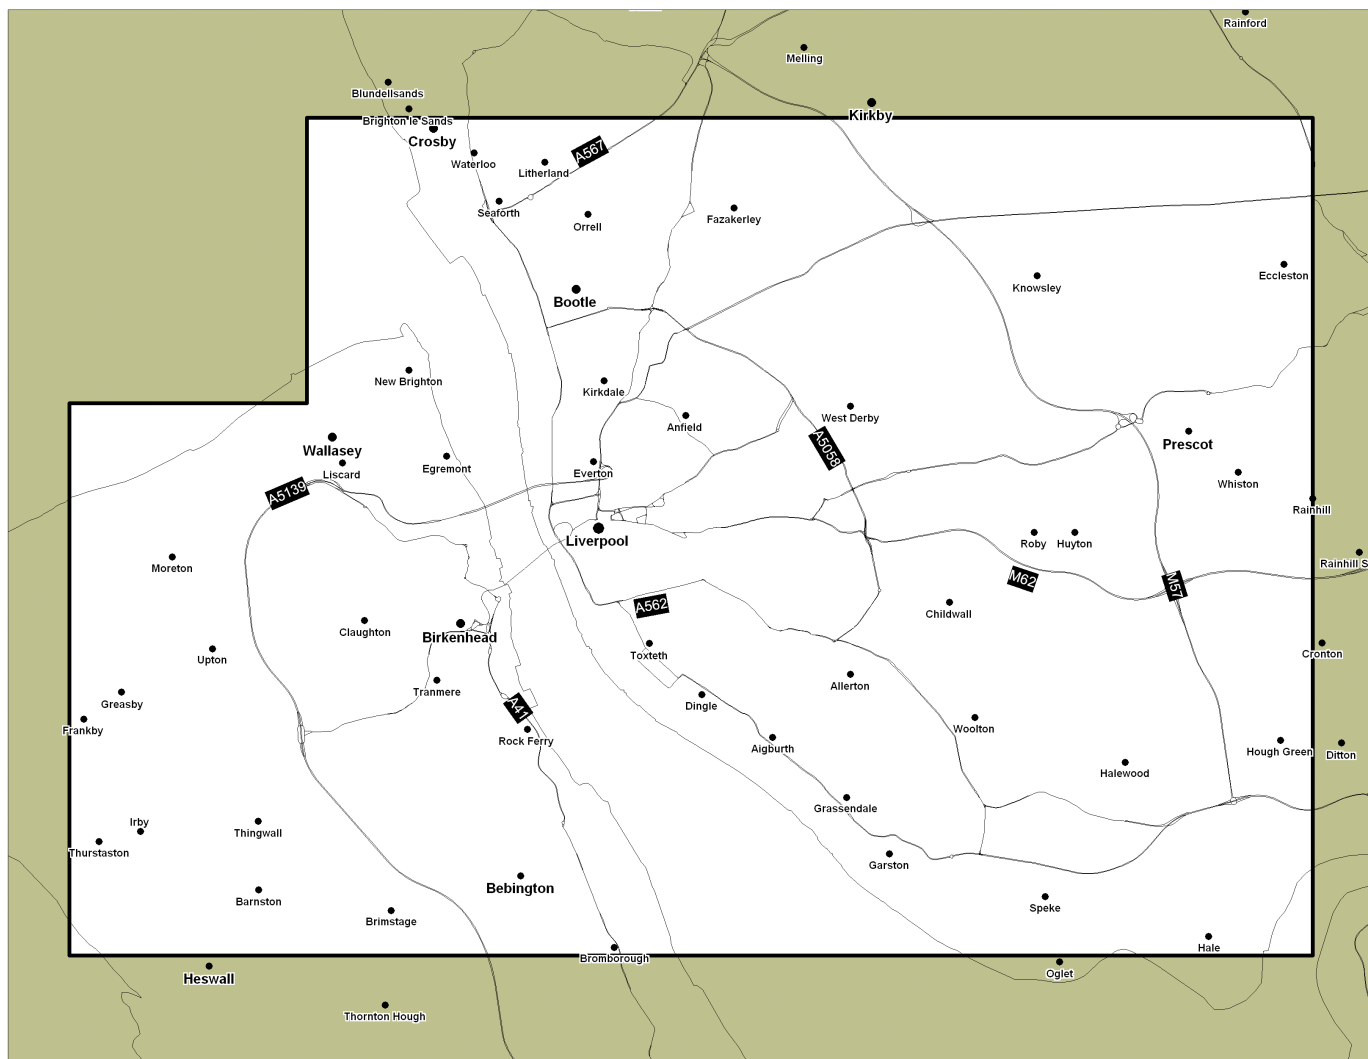 Rainford
Melling
Blundellsands
Kirkby
Brighton le Sands
Crosby
A567
Waterloo
Litherland
Seaforth
Orrell
Fazakerley
Eccleston
Knowsley
Bootle
New Brighton
Kirkdale
West Derby
Anfield
Prescot
A5058
Wallasey
Liscard
Egremont
Everton
Whiston
A5139
Rainhill
Liverpool
Roby
Huyton
Rainhill S
Moreton
M62
M57
A562
Childwall
Claughton
Birkenhead
Toxteth
Cronton
Upton
Allerton
Tranmere
Greasby
Dingle
A41
Frankby
Woolton
Rock Ferry
Aigburth
Hough Green
Ditton
Halewood
Grassendale
Irby
Thingwall
Thurstaston
Garston
Bebington
Barnston
Speke
Brimstage
Hale
Bromborough
Oglet
Heswall
Thornton Hough